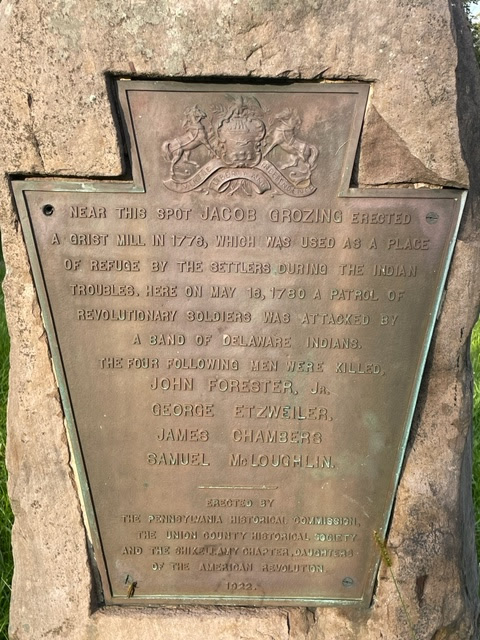 NEAR THIS SPOT JACOB GROZING ERECTED
A GRIST MILL IN 1778, WHICH WAS USED AS A PLACE
OF REFUGE BY THE SETTLERS DURING THE INDIAN
TROUBLES. HERE ON MAY 16, 1780 A PATROL OF
REVOLUTIONARY SOLDIERS WAS ATTACKED BY
A BAND OF DELAWARE INDIANS.
THE FOUR FOLLOWING MEN WERE KILLED.
JOHN FORESTER, JR.
GEORGE ETZWEILER,
JAMES CHAMBERS
SAMUEL McLOUGHLIN.
ERECTED BY
THE PENNSYLVANIA HISTORICAL COMMISSION,
THE UNION COUNTY HISTORICAL SOCIETY
AND THE SHIKELLAMY CHAPTER, DAUGHTERS
OF THE AMERICAN REVOLUTION.
1922.